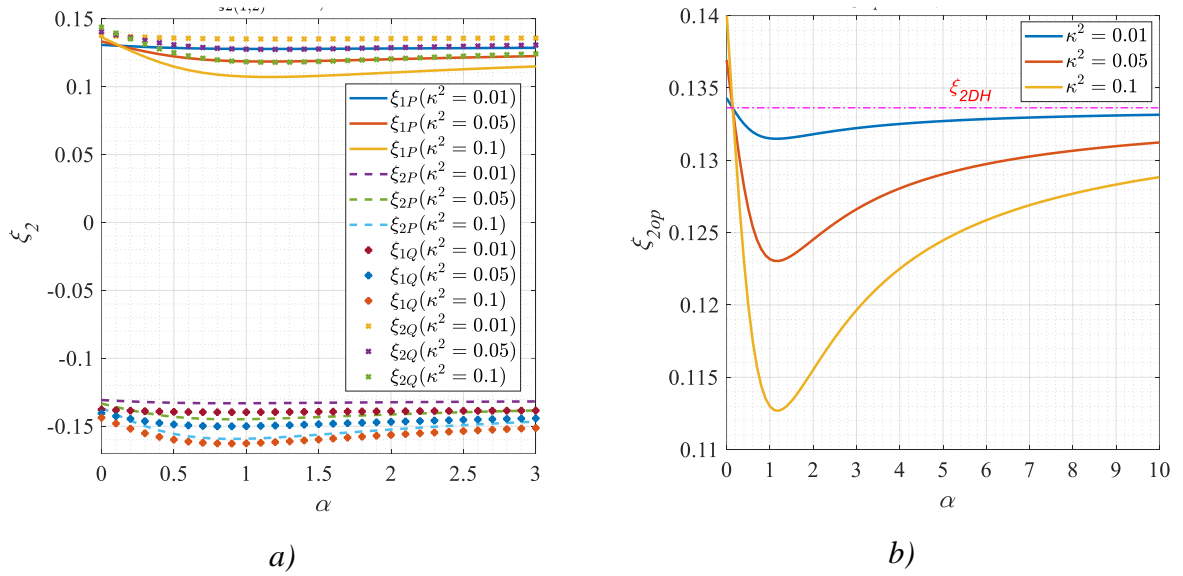 ξ2(1,2)
0.15
0.1
0.05
0
-0.05
-0.1
-0.15
ξ₂
ξ₁P(κ² = 0.01)
ξ₁P(κ² = 0.05)
ξ₁P(κ² = 0.1)
ξ₂P(κ² = 0.01)
ξ₂P(κ² = 0.05)
ξ₂P(κ² = 0.1)
ξ₁Q(κ² = 0.01)
ξ₁Q(κ² = 0.05)
ξ₁Q(κ² = 0.1)
ξ₂Q(κ² = 0.01)
ξ₂Q(κ² = 0.05)
ξ₂Q(κ² = 0.1)
0 0.5 1 1.5 2 2.5 3
α
a)
0.14
0.135
0.13
0.125
0.12
0.115
0.11
ξ2op
κ² = 0.01
κ² = 0.05
κ² = 0.1
ξ2DH
0 1 2 3 4 5 6 7 8 9 10
α
b)